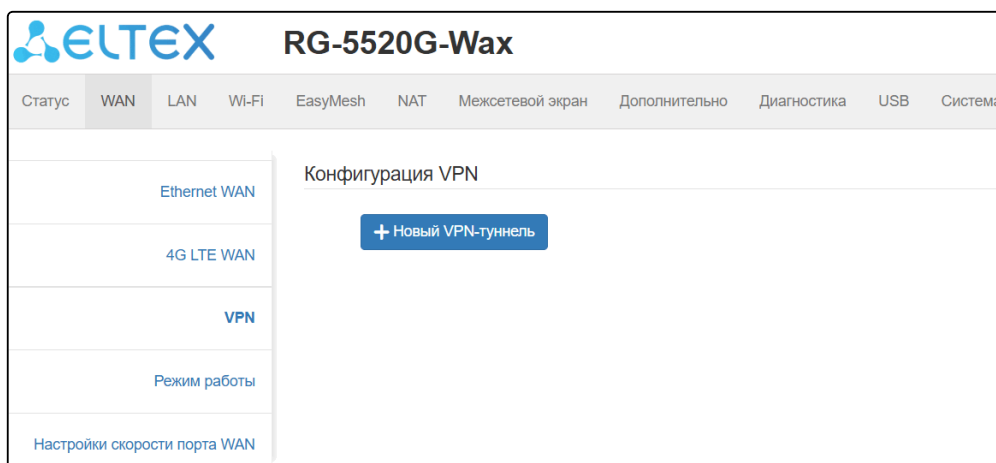 ELTEX RG-5520G-Wax
Статус WAN LAN Wi-Fi EasyMesh NAT Межсетевой экран Дополнительно Диагностика USB Система
Конфигурация VPN
Ethernet WAN
+ Новый VPN-туннель
4G LTE WAN
VPN
Режим работы
Настройки скорости порта WAN